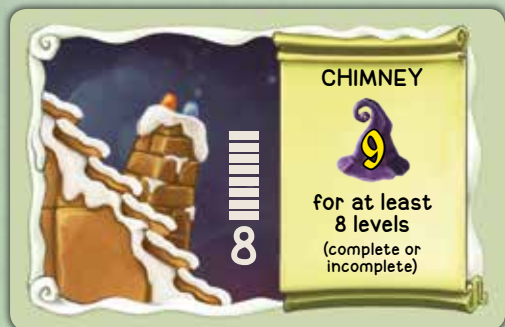 8
CHIMNEY
9
for at least
8 levels
(complete or
incomplete)